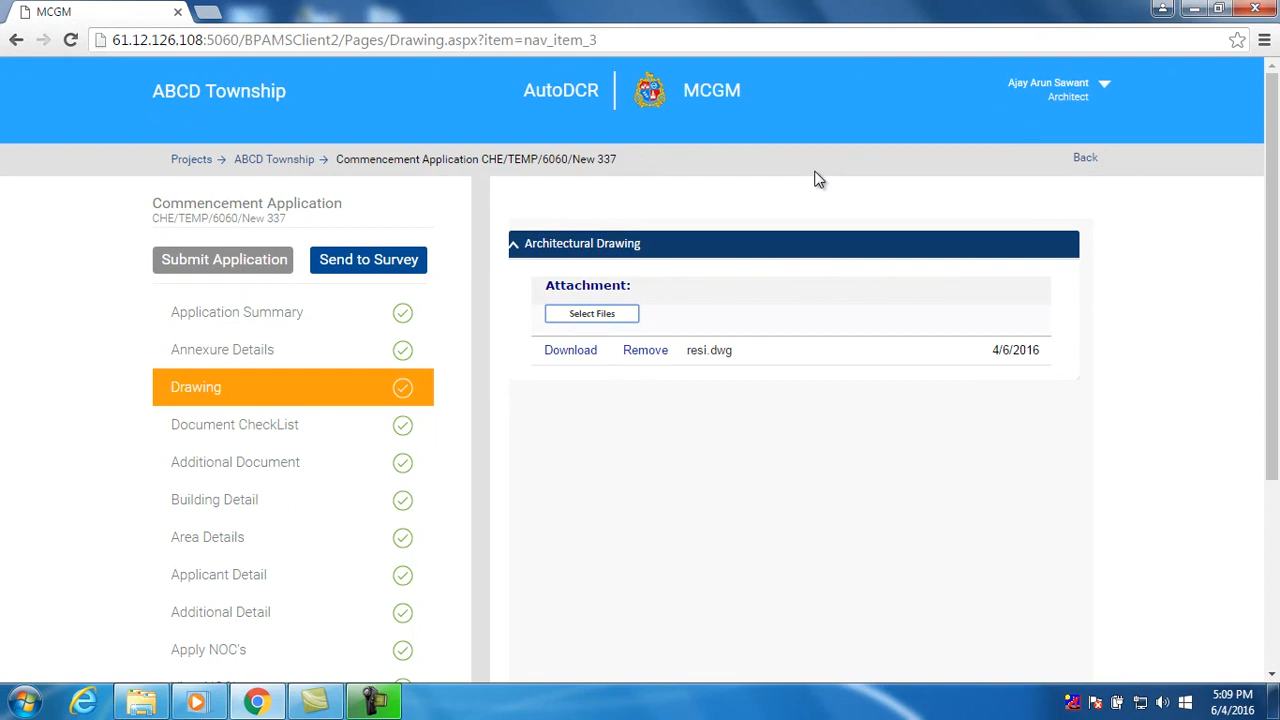 MCGM
61.12.126.108:5060/BPAMSClient2/Pages/Drawing.aspx?item=nav_item_3
ABCD Township
AutoDCR
MCGM
Ajay Arun Sawant
Architect
Projects → ABCD Township → Commencement Application CHE/TEMP/6060/New 337
Back
Commencement Application
CHE/TEMP/6060/New 337
Submit Application
Send to Survey
Application Summary
Annexure Details
Drawing
Document CheckList
Additional Document
Building Detail
Area Details
Applicant Detail
Additional Detail
Apply NOC's
Architectural Drawing
Attachment:
Select Files
Download Remove resi.dwg 4/6/2016
5:09 PM
6/4/2016